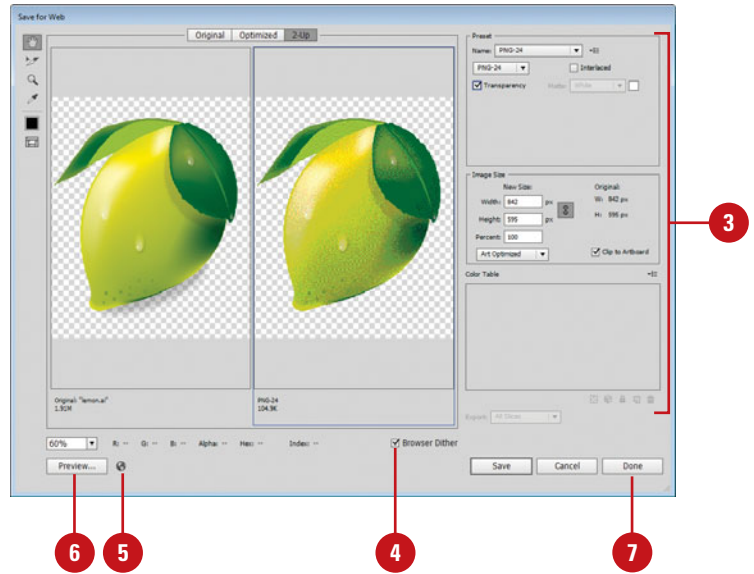 Save for Web
Original Optimized 2-Up
Original: "lemon.ai"
1.91M
PNG-24
104.9K
Preset
Name: PNG-24
PNG-24 Interlaced
Transparency Matte: White
Image Size
New Size: Original:
Width: 842 px W: 842 px
Height: 595 px H: 595 px
Percent: 100
Art Optimized Clip to Artboard
Color Table
Export: All Slices
3
60% R: -- G: -- B: -- Alpha: -- Hex: -- Index: -- Browser Dither
Preview... Save Cancel Done
6 5 4 7